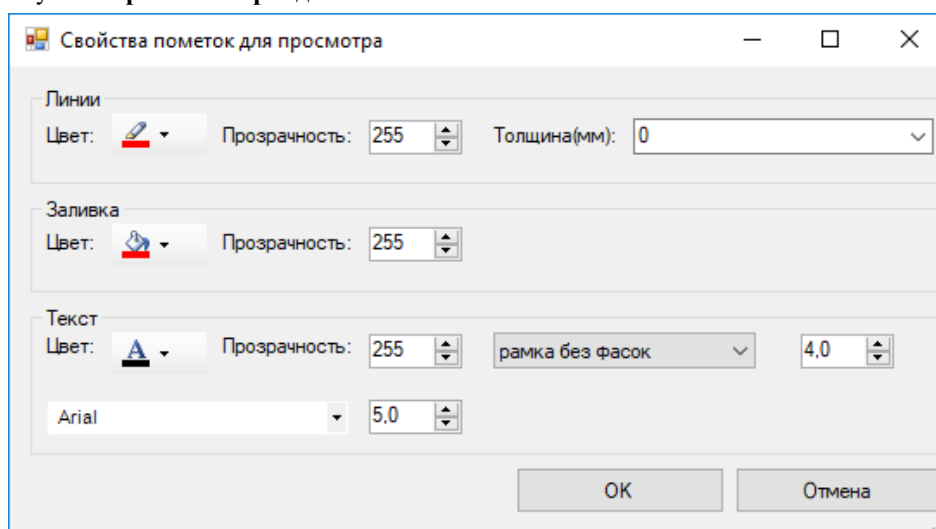 Свойства пометок для просмотра
Линии
Цвет: Прозрачность: 255 Толщина(мм): 0
Заливка
Цвет: Прозрачность: 255
Текст
Цвет: A Прозрачность: 255 рамка без фасок 4,0
Arial 5,0
OK Отмена